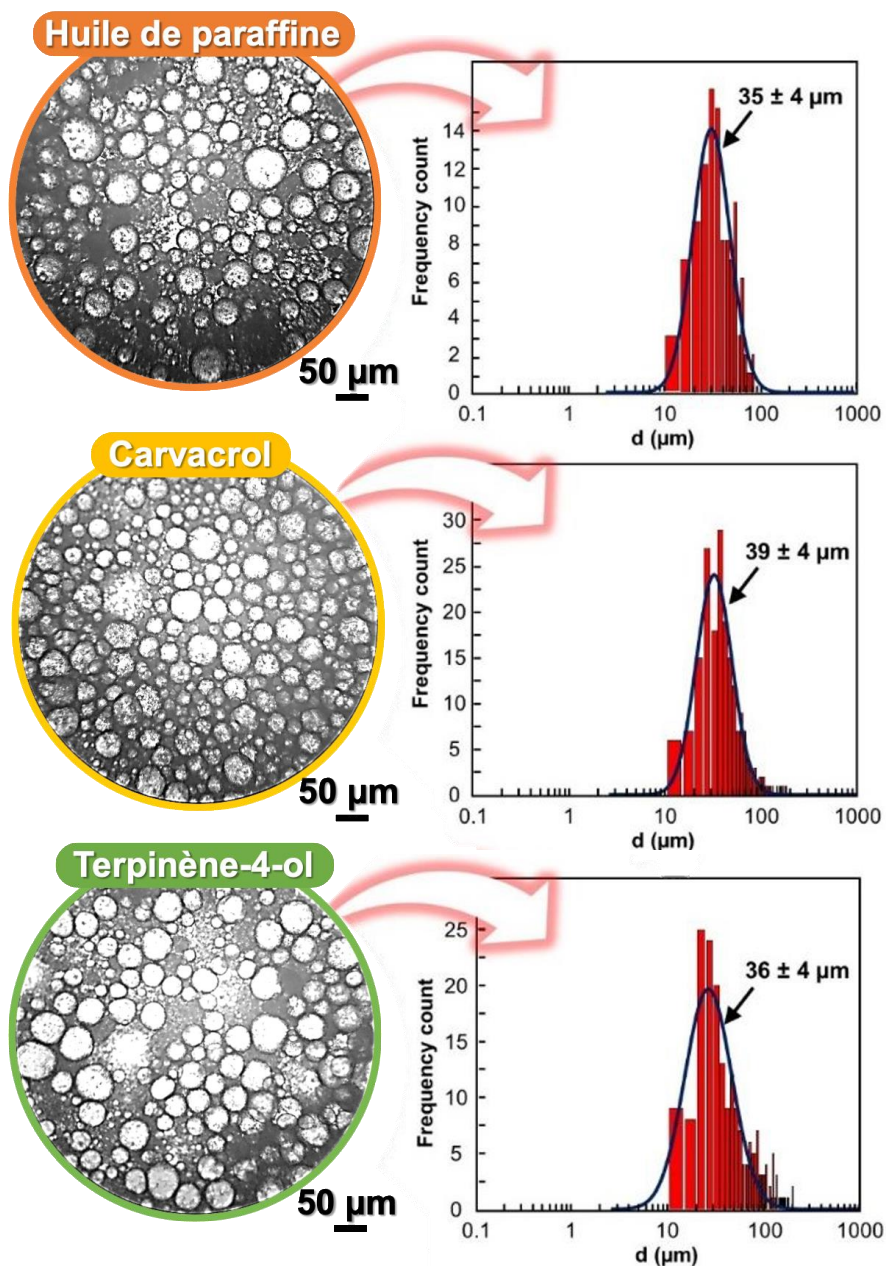 Huile de paraffine
50 µm
Frequency count
14
12
10
8
6
4
2
0
35 ± 4 µm
0.1 1 10 100 1000
d (µm)
Carvacrol
50 µm
Frequency count
30
25
20
15
10
5
0
39 ± 4 µm
0.1 1 10 100 1000
d (µm)
Terpinène-4-ol
50 µm
Frequency count
25
20
15
10
5
0
36 ± 4 µm
0.1 1 10 100 1000
d (µm)